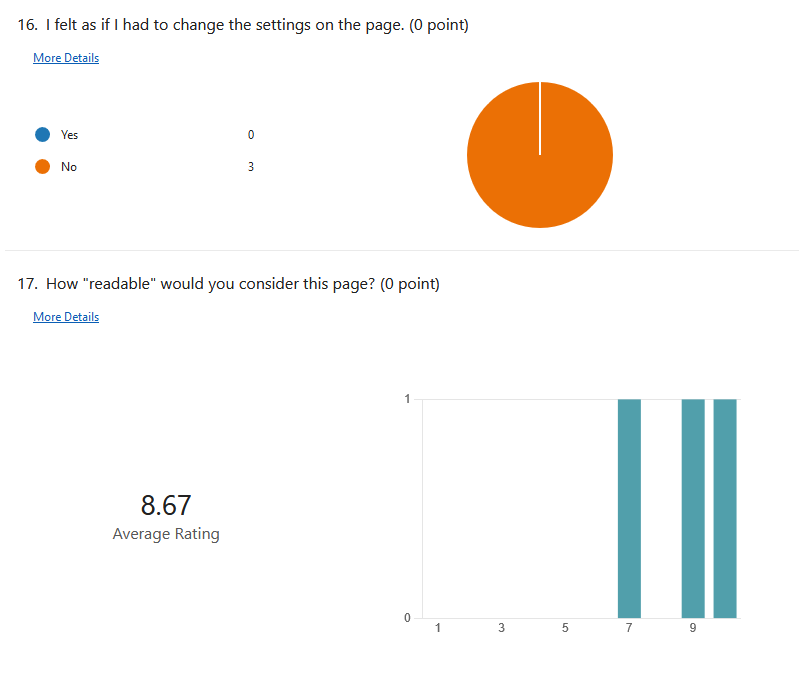 16. I felt as if I had to change the settings on the page. (0 point)
More Details
Yes 0
No 3
17. How "readable" would you consider this page? (0 point)
More Details
1
8.67
Average Rating
0
1 3 5 7 9